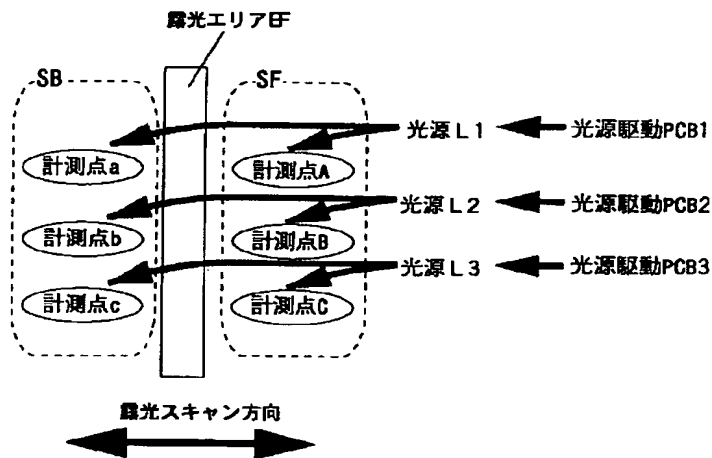 露光エリアEF
SB
SF
光源L1
光源駆動PCB1
計測点a
計測点A
光源L2
光源駆動PCB2
計測点b
計測点B
光源L3
光源駆動PCB3
計測点c
計測点C
露光スキャン方向